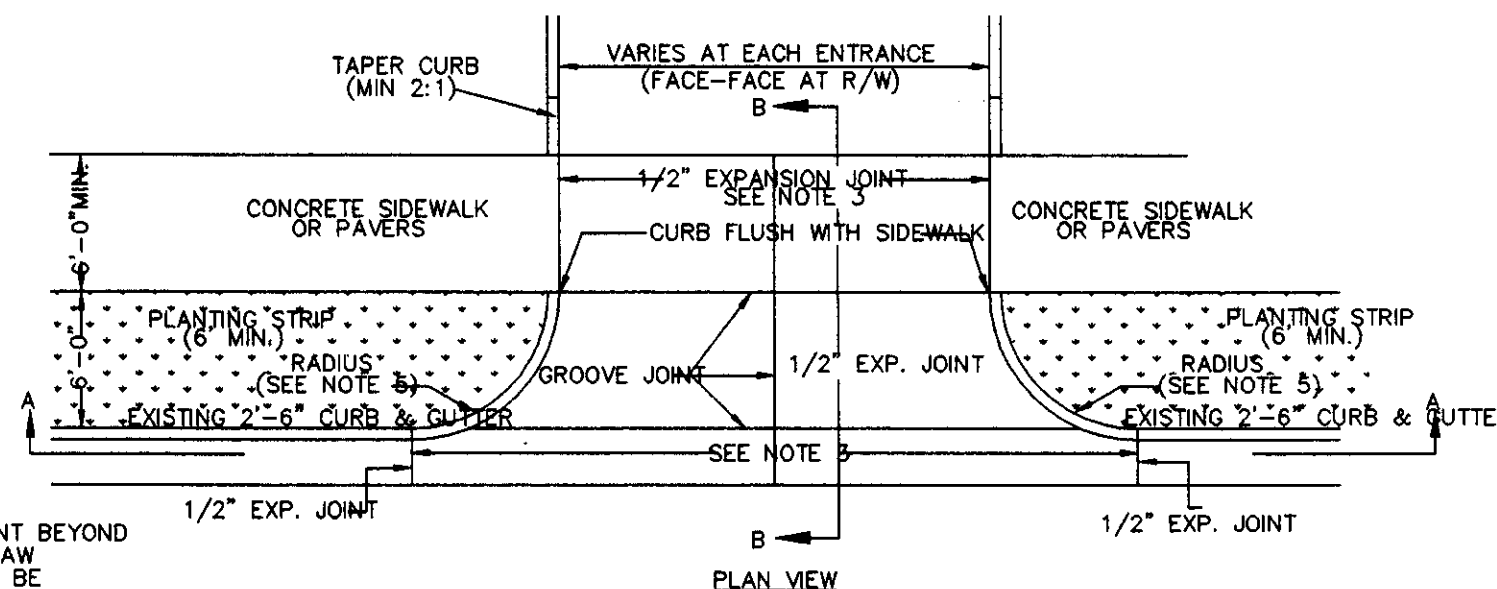 TAPER CURB
(MIN 2:1)
VARIES AT EACH ENTRANCE
(FACE-FACE AT R/W)
B
6'-0" MIN.
CONCRETE SIDEWALK
OR PAVERS
1/2" EXPANSION JOINT
SEE NOTE 3
CONCRETE SIDEWALK
OR PAVERS
CURB FLUSH WITH SIDEWALK
6'-0"
PLANTING STRIP
(6' MIN.)
RADIUS
(SEE NOTE 5)
GROOVE JOINT
1/2" EXP. JOINT
PLANTING STRIP
(6' MIN.)
RADIUS
(SEE NOTE 5)
A
EXISTING 2'-6" CURB & GUTTER
EXISTING 2'-6" CURB & GUTTE
A
SEE NOTE 3
1/2" EXP. JOINT
1/2" EXP. JOINT
NT BEYOND
AW
BE
B
PLAN VIEW